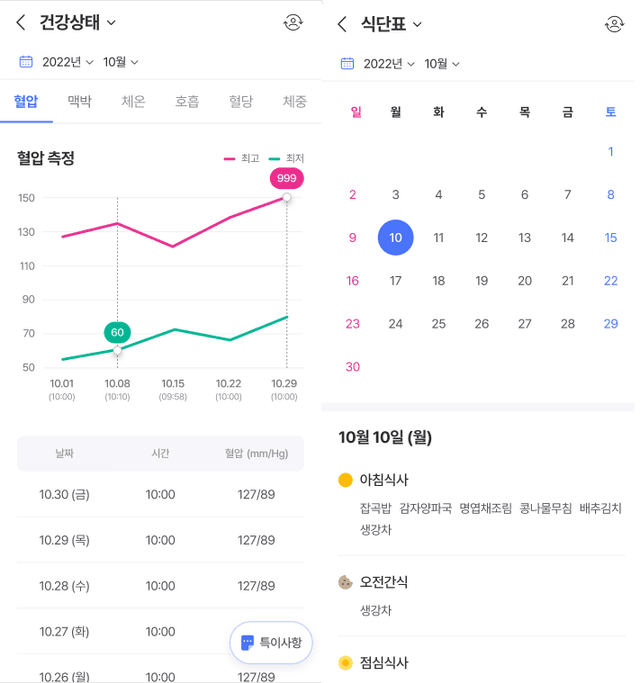 건강상태
2022년 10월
혈압 맥박 체온 호흡 혈당 체중
혈압 측정
최고 최저
999
150
130
110
90
70
60
50
10.01 10.08 10.15 10.22 10.29
(10:00) (10:10) (09:58) (10:00) (10:00)
날짜 시간 혈압 (mm/Hg)
10.30 (금) 10:00 127/89
10.29 (목) 10:00 127/89
10.28 (수) 10:00 127/89
10.27 (화) 10:00
특이사항
10.26 (월) 10:00 127/89
식단표
2022년 10월
일 월 화 수 목 금 토
1
2 3 4 5 6 7 8
9 10 11 12 13 14 15
16 17 18 19 20 21 22
23 24 25 26 27 28 29
30
10월 10일 (월)
아침식사
잡곡밥 감자양파국 명엽채조림 콩나물무침 배추김치
생강차
오전간식
생강차
점심식사